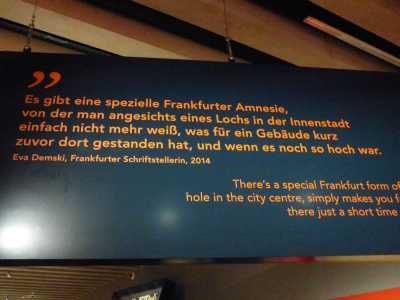 ”
Es gibt eine spezielle Frankfurter Amnesie,
von der man angesichts eines Lochs in der Innenstadt
einfach nicht mehr weiß, was für ein Gebäude kurz
zuvor dort gestanden hat, und wenn es noch so hoch war.
Eva Demski, Frankfurter Schriftstellerin, 2014
There's a special Frankfurt form of
hole in the city centre, simply makes you f
there just a short time